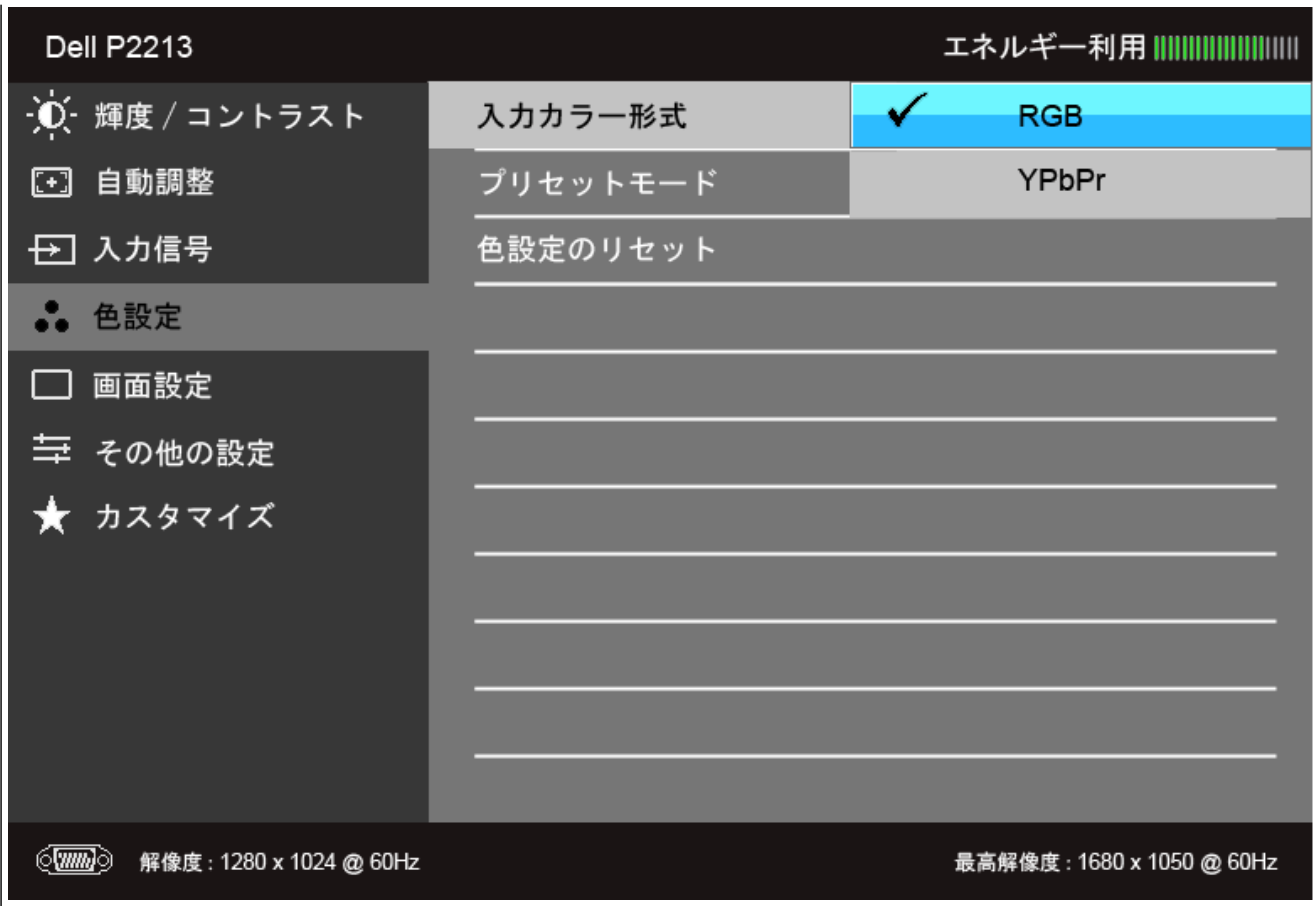 Dell P2213 エネルギー利用
輝度 / コントラスト
自動調整
入力信号
色設定
画面設定
その他の設定
カスタマイズ
入力カラー形式 RGB
プリセットモード YPbPr
色設定のリセット
解像度 : 1280 x 1024 @ 60Hz 最高解像度 : 1680 x 1050 @ 60Hz